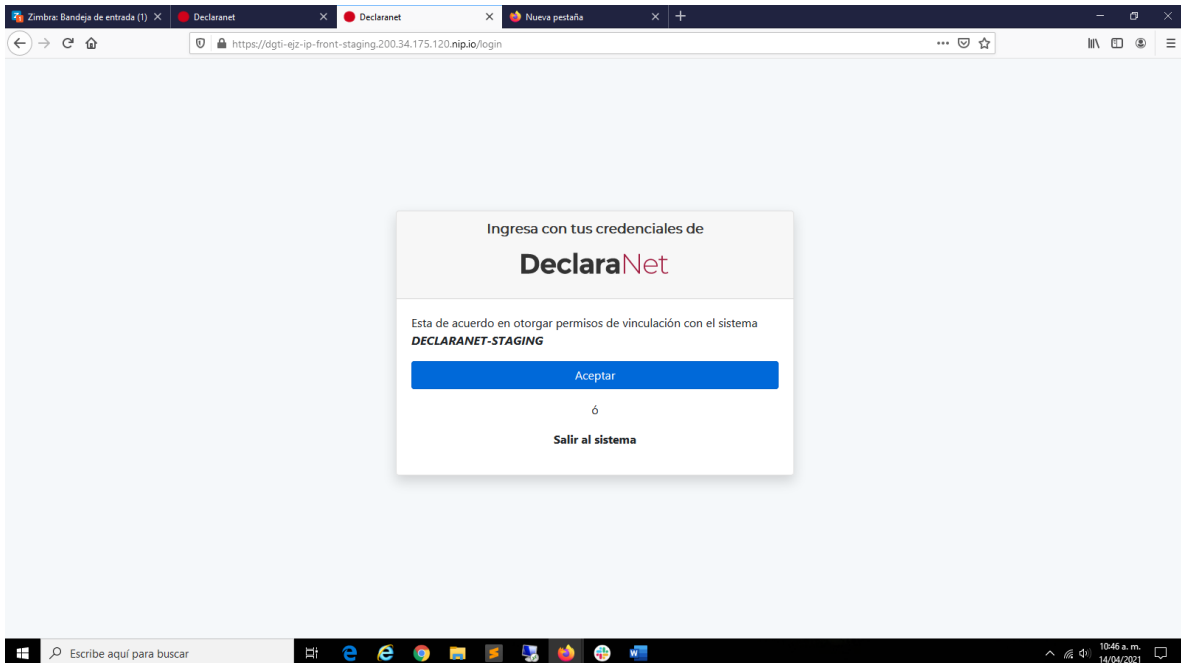 Zimbra: Bandeja de entrada (1)
Declaranet
Declaranet
Nueva pestaña
https://dgti-ejz-ip-front-staging.200.34.175.120.nip.io/login
Ingresa con tus credenciales de
DeclaraNet
Esta de acuerdo en otorgar permisos de vinculación con el sistema
DECLARANET-STAGING
Aceptar
ó
Salir al sistema
Escribe aquí para buscar
10:46 a. m.
14/04/2021